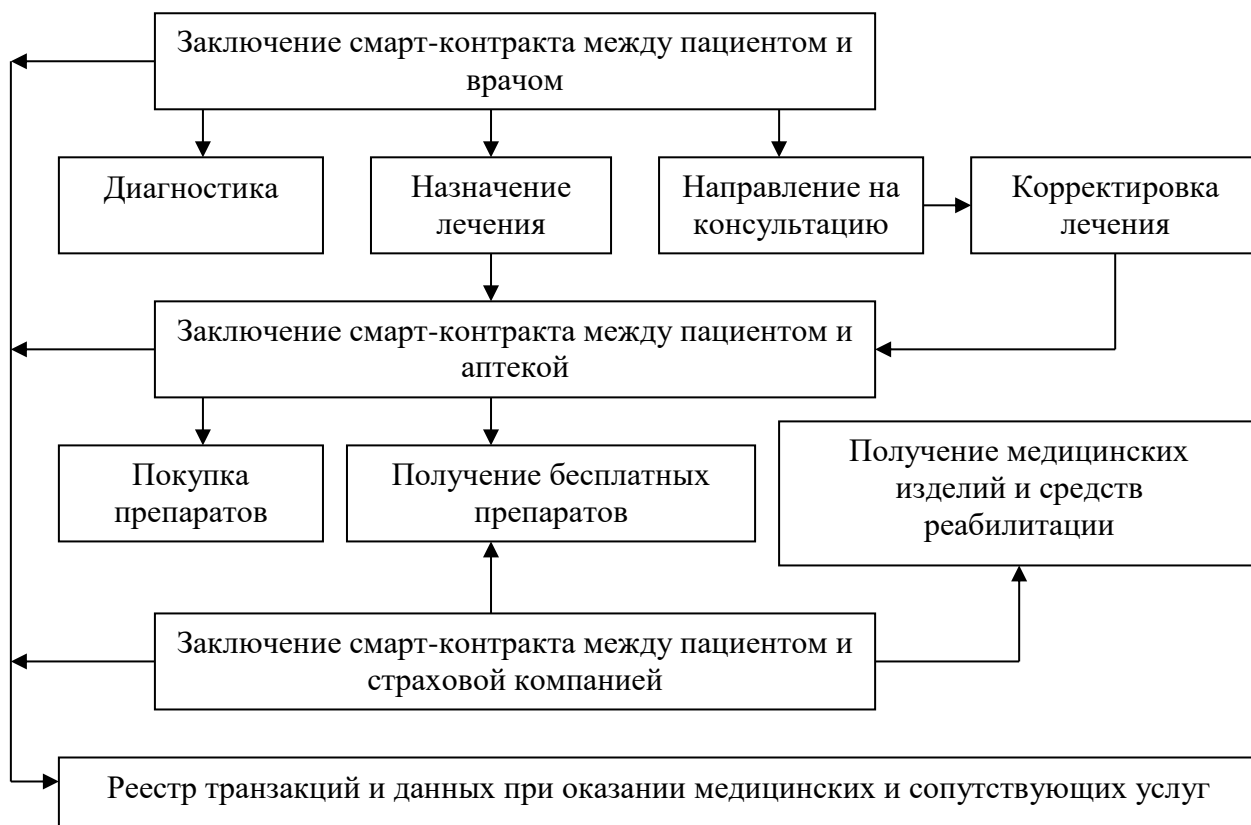 Заключение смарт-контракта между пациентом и
врачом
Диагностика
Назначение
лечения
Направление на
консультацию
Корректировка
лечения
Заключение смарт-контракта между пациентом и
аптекой
Покупка
препаратов
Получение бесплатных
препаратов
Получение медицинских
изделий и средств
реабилитации
Заключение смарт-контракта между пациентом и
страховой компанией
Реестр транзакций и данных при оказании медицинских и сопутствующих услуг